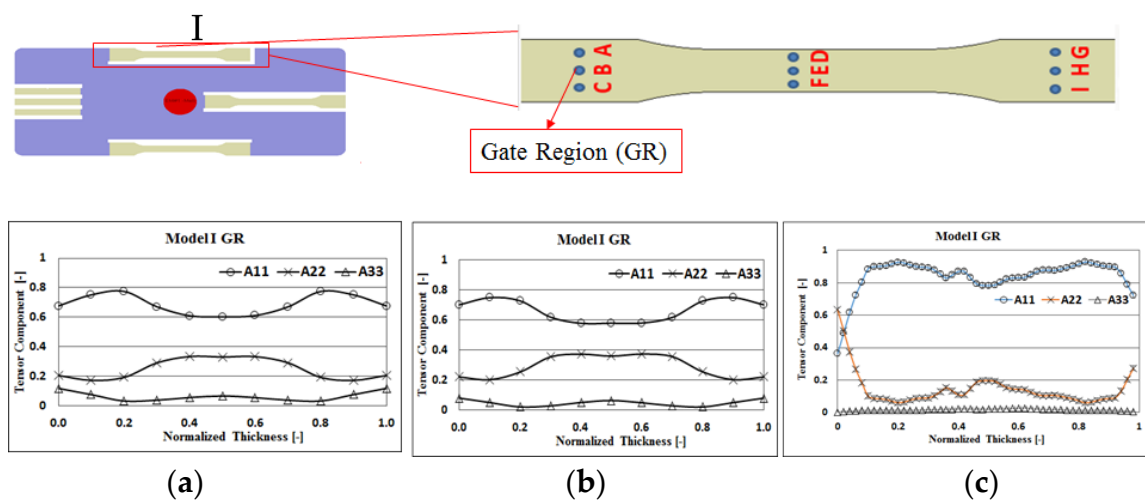 I
A
B
C
D
E
F
G
H
I
Gate Region (GR)
Model I GR
A11 A22 A33
Tensor Component [-]
1
0.8
0.6
0.4
0.2
0
0.0 0.2 0.4 0.6 0.8 1.0
Normalized Thickness [-]
(a)
Model I GR
A11 A22 A33
Tensor Component [-]
1
0.8
0.6
0.4
0.2
0
0.0 0.2 0.4 0.6 0.8 1.0
Normalized Thickness [-]
(b)
Model I GR
A11 A22 A33
Tensor Component [-]
1
0.8
0.6
0.4
0.2
0
0.0 0.2 0.4 0.6 0.8 1
Normalized Thickness [-]
(c)